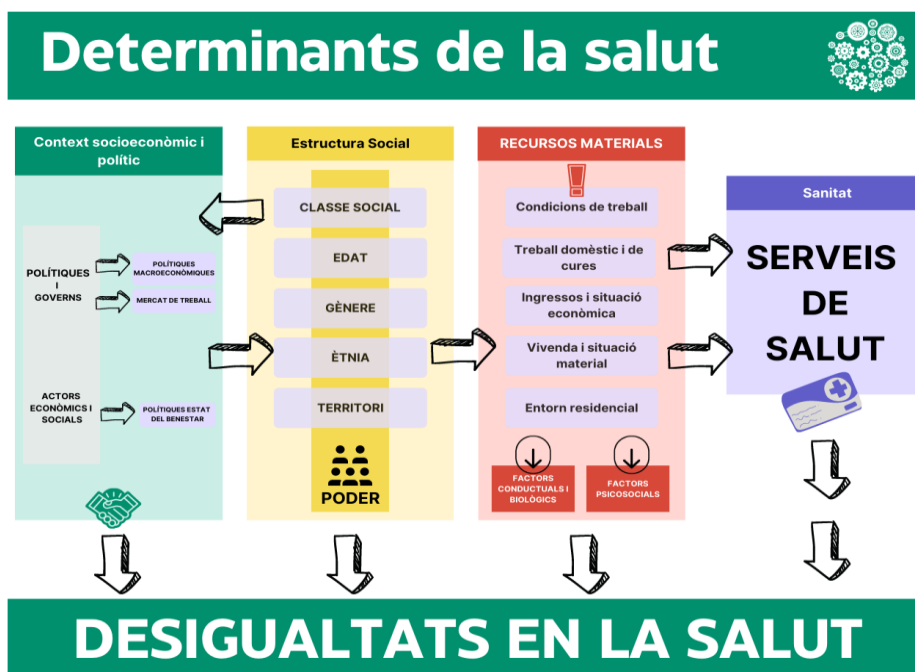 Determinants de la salut
Context socioeconòmic i
polític
POLÍTIQUES
I
GOVERNS
POLÍTIQUES
MACROECONÒMIQUES
MERCAT DE TREBALL
ACTORS
ECONÒMICS I
SOCIALS
POLÍTIQUES ESTAT
DEL BENESTAR
Estructura Social
CLASSE SOCIAL
EDAT
GÈNERE
ÈTNIA
TERRITORI
PODER
RECURSOS MATERIALS
Condicions de treball
Treball domèstic i de
cures
Ingressos i situació
econòmica
Vivenda i situació
material
Entorn residencial
FACTORS
CONDUCTUALS I
BIOLÒGICS
FACTORS
PSICOSOCIALS
Sanitat
SERVEIS
DE
SALUT
DESIGUALTATS EN LA SALUT